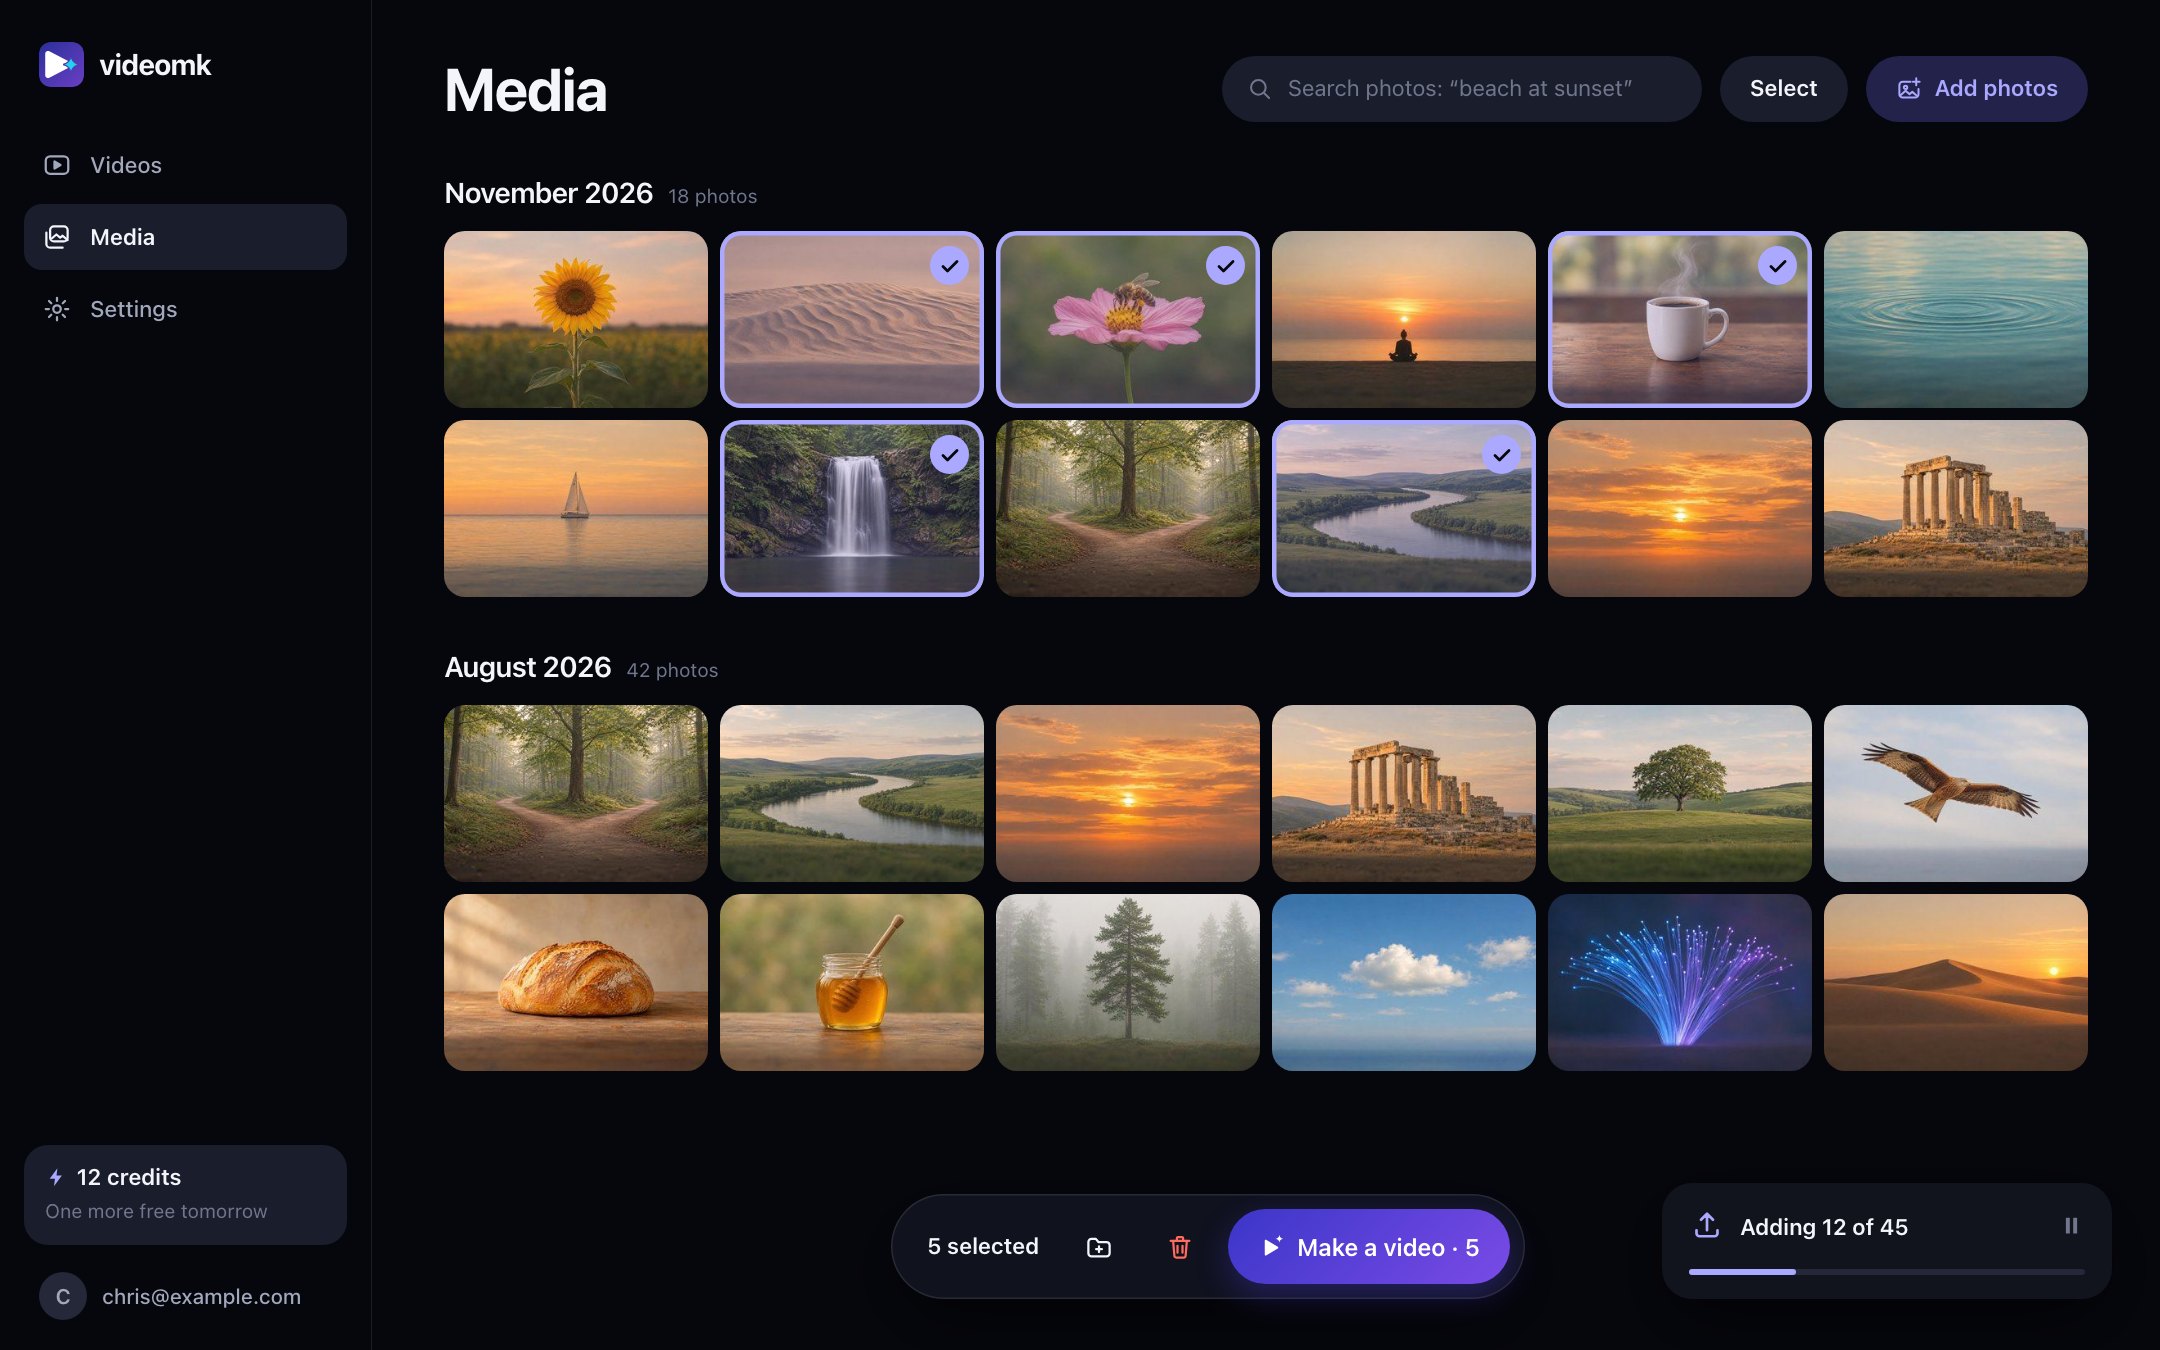 videomk
Videos
Media
Settings
12 credits
One more free tomorrow
C
chris@example.com
Media
Search photos: “beach at sunset”
Select
Add photos
November 2026 18 photos
August 2026 42 photos
5 selected
Make a video · 5
Adding 12 of 45